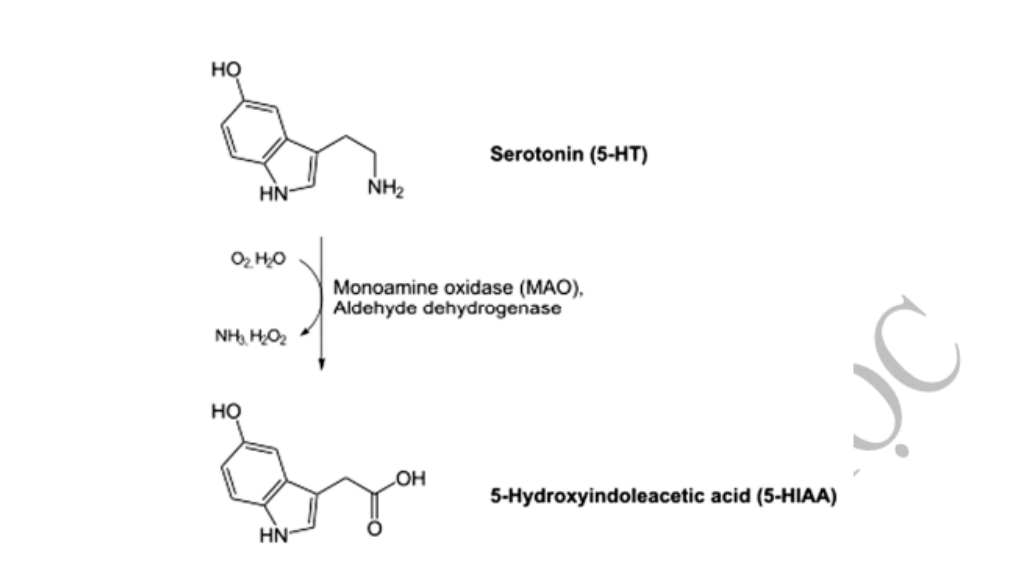 HO
HN
NH₂
Serotonin (5-HT)
O₂, H₂O
Monoamine oxidase (MAO),
Aldehyde dehydrogenase
NH₃, H₂O₂
HO
OH
O
HN
5-Hydroxyindoleacetic acid (5-HIAA)